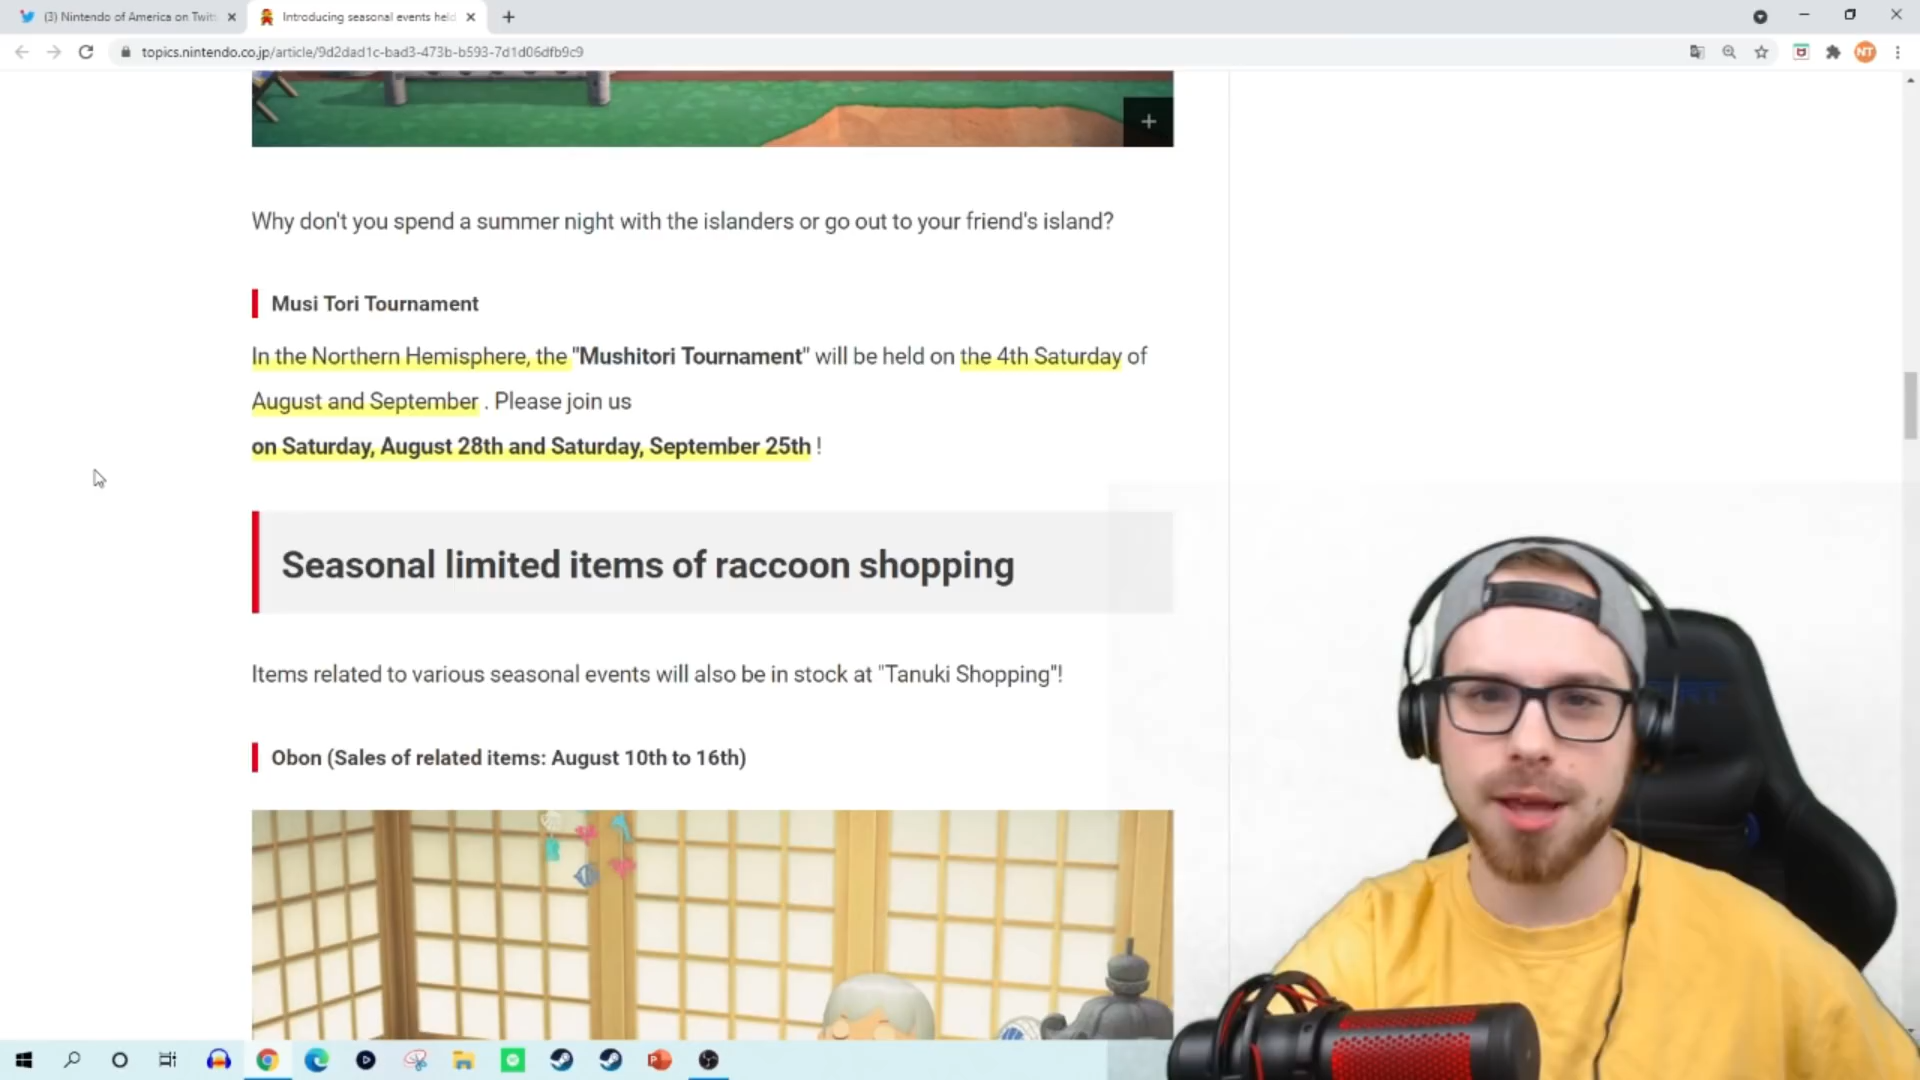 (3) Nintendo of America on Twitt
Introducing seasonal events held
topics.nintendo.co.jp/article/9d2dad1c-bad3-473b-b593-7d1d06dfb9c9
NT
Why don't you spend a summer night with the islanders or go out to your friend's island?
Musi Tori Tournament
In the Northern Hemisphere, the "Mushitori Tournament" will be held on the 4th Saturday of
August and September . Please join us
on Saturday, August 28th and Saturday, September 25th !
Seasonal limited items of raccoon shopping
Items related to various seasonal events will also be in stock at "Tanuki Shopping"!
Obon (Sales of related items: August 10th to 16th)